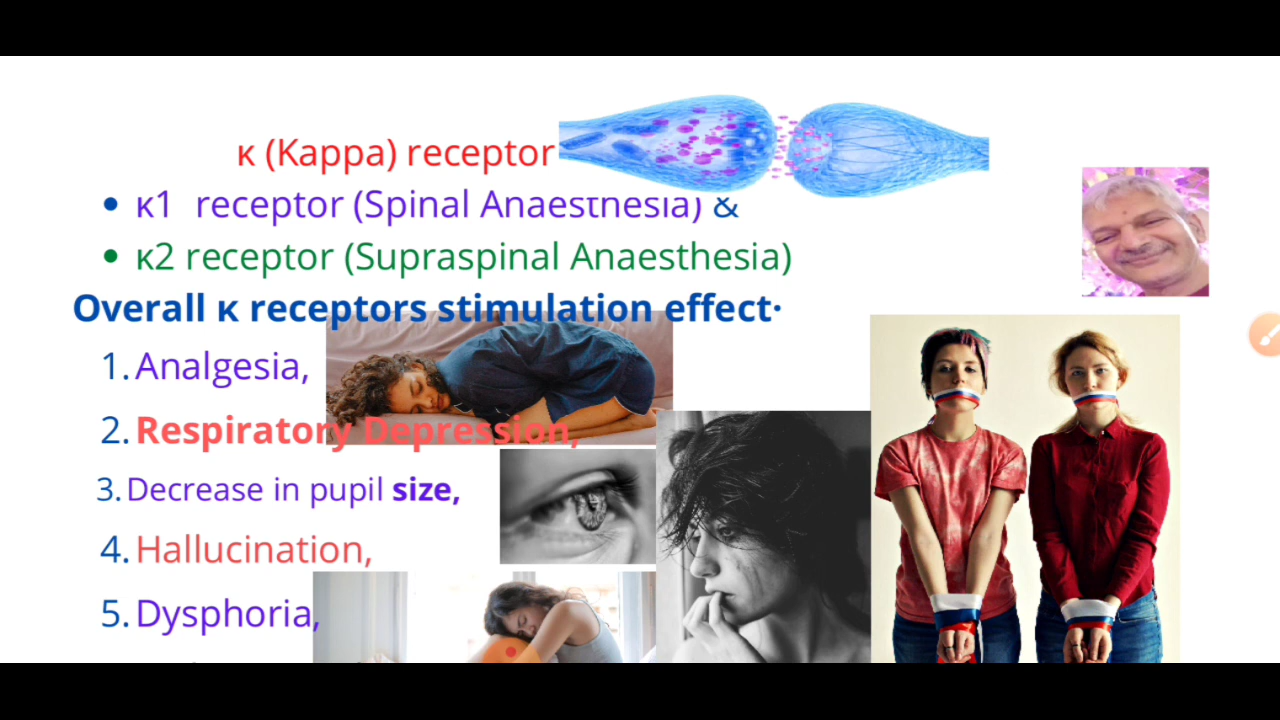 κ (Kappa) receptor
• κ1 receptor (Spinal Anaesthesia) &
• κ2 receptor (Supraspinal Anaesthesia)
Overall κ receptors stimulation effect·
1. Analgesia,
2. Respiratory Depression,
3. Decrease in pupil size,
4. Hallucination,
5. Dysphoria,